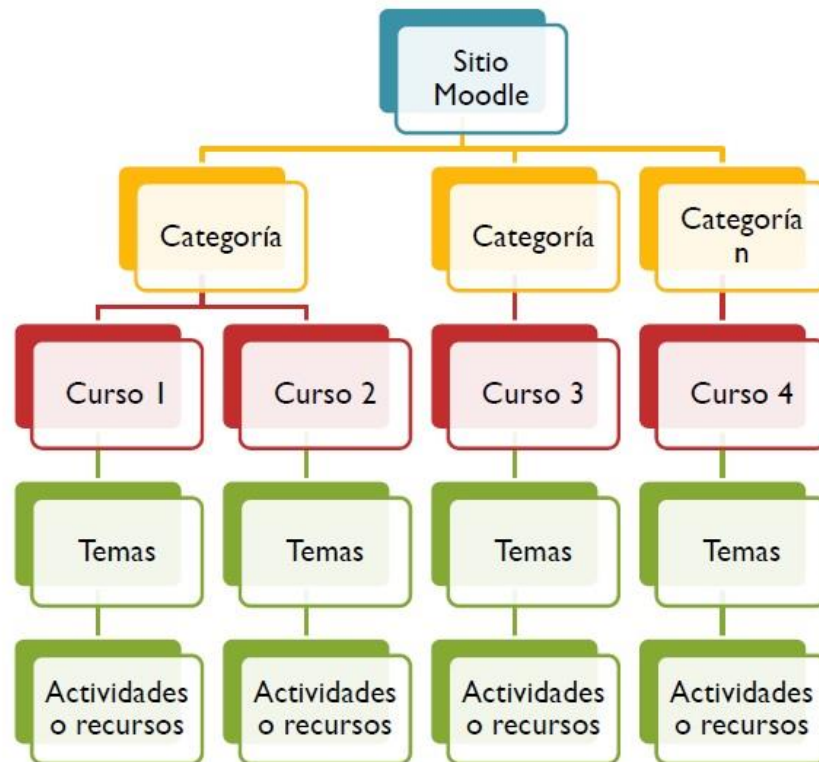 Sitio
Moodle
Categoría
Categoría
Categoría
n
Curso 1
Curso 2
Curso 3
Curso 4
Temas
Temas
Temas
Temas
Actividades
o recursos
Actividades
o recursos
Actividades
o recursos
Actividades
o recursos